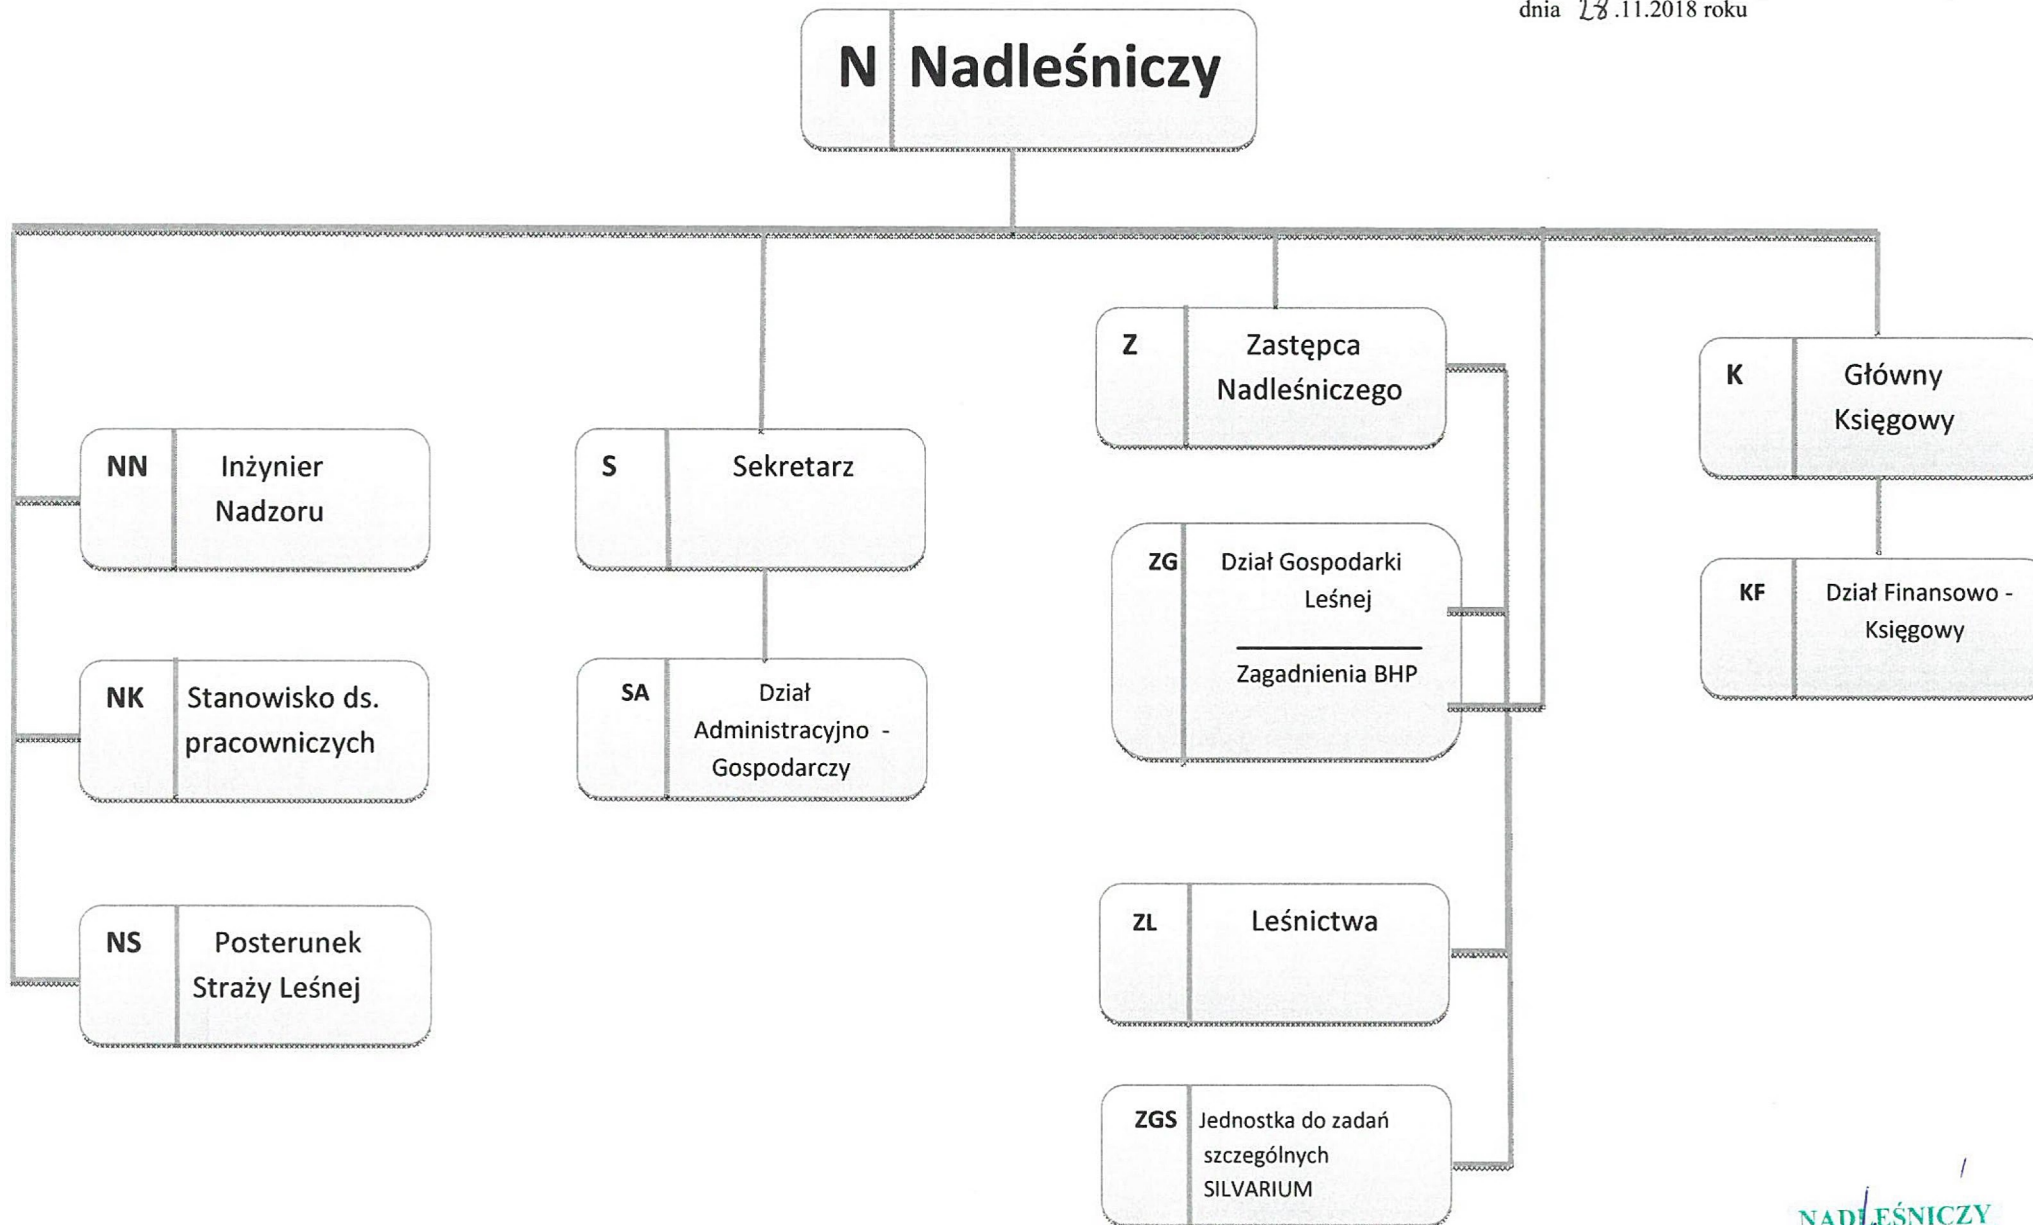 dnia 28.11.2018 roku
N Nadleśniczy
Z Zastępca
Nadleśniczego
K Główny
Księgowy
NN Inżynier
Nadzoru
S Sekretarz
ZG Dział Gospodarki
Leśnej
Zagadnienia BHP
KF Dział Finansowo -
Księgowy
NK Stanowisko ds.
pracowniczych
SA Dział
Administracyjno -
Gospodarczy
NS Posterunek
Straży Leśnej
ZL Leśnictwa
ZGS Jednostka do zadań
szczególnych
SILVARIUM
NADLEŚNICZY